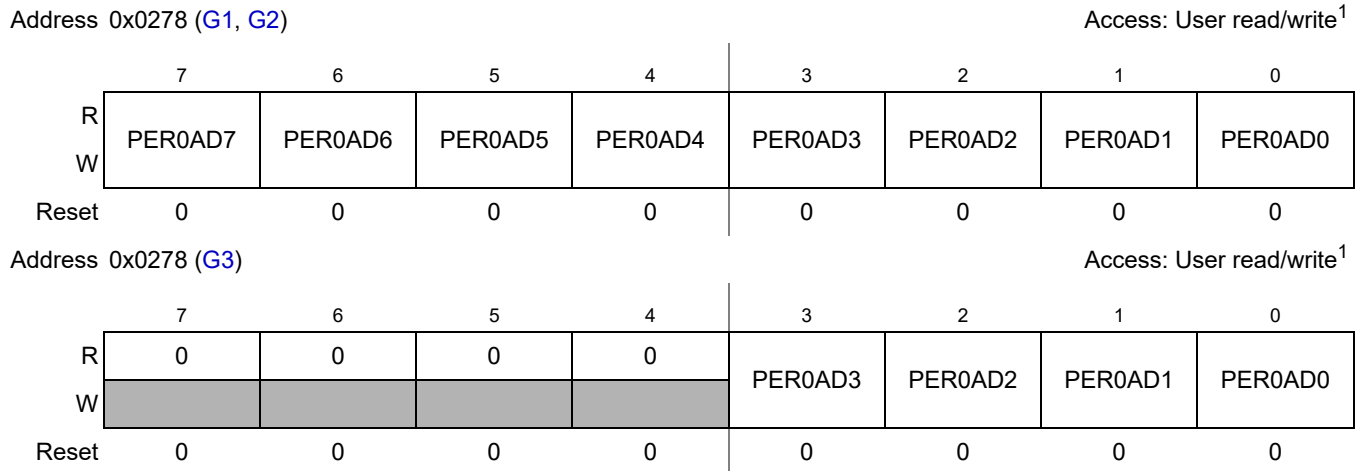 Address 0x0278 (G1, G2) Access: User read/write1
7 6 5 4 3 2 1 0
R
PER0AD7 PER0AD6 PER0AD5 PER0AD4 PER0AD3 PER0AD2 PER0AD1 PER0AD0
W
Reset 0 0 0 0 0 0 0 0
Address 0x0278 (G3) Access: User read/write1
7 6 5 4 3 2 1 0
R 0 0 0 0
PER0AD3 PER0AD2 PER0AD1 PER0AD0
W
Reset 0 0 0 0 0 0 0 0